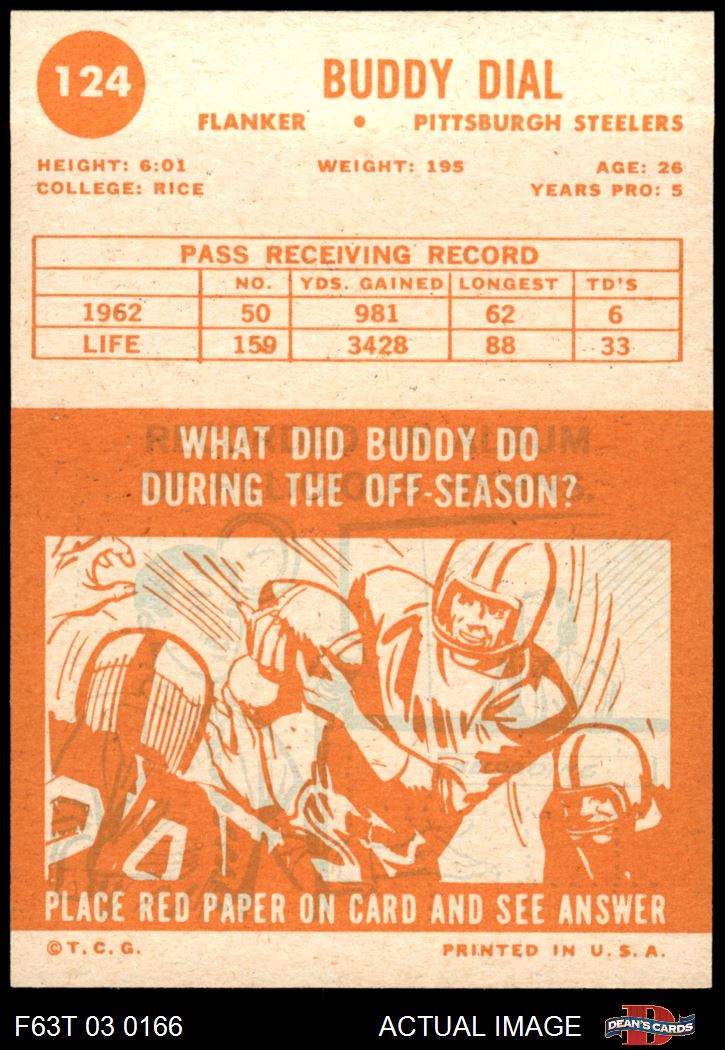 124
BUDDY DIAL
FLANKER • PITTSBURGH STEELERS
HEIGHT: 6:01 WEIGHT: 195 AGE: 26
COLLEGE: RICE YEARS PRO: 5
PASS RECEIVING RECORD
NO. YDS. GAINED LONGEST TD'S
1962 50 981 62 6
LIFE 159 3428 88 33
WHAT DID BUDDY DO
DURING THE OFF-SEASON?
PLACE RED PAPER ON CARD AND SEE ANSWER
©T.C.G. PRINTED IN U.S.A.
F63T 03 0166 ACTUAL IMAGE DEAN'S CARDS